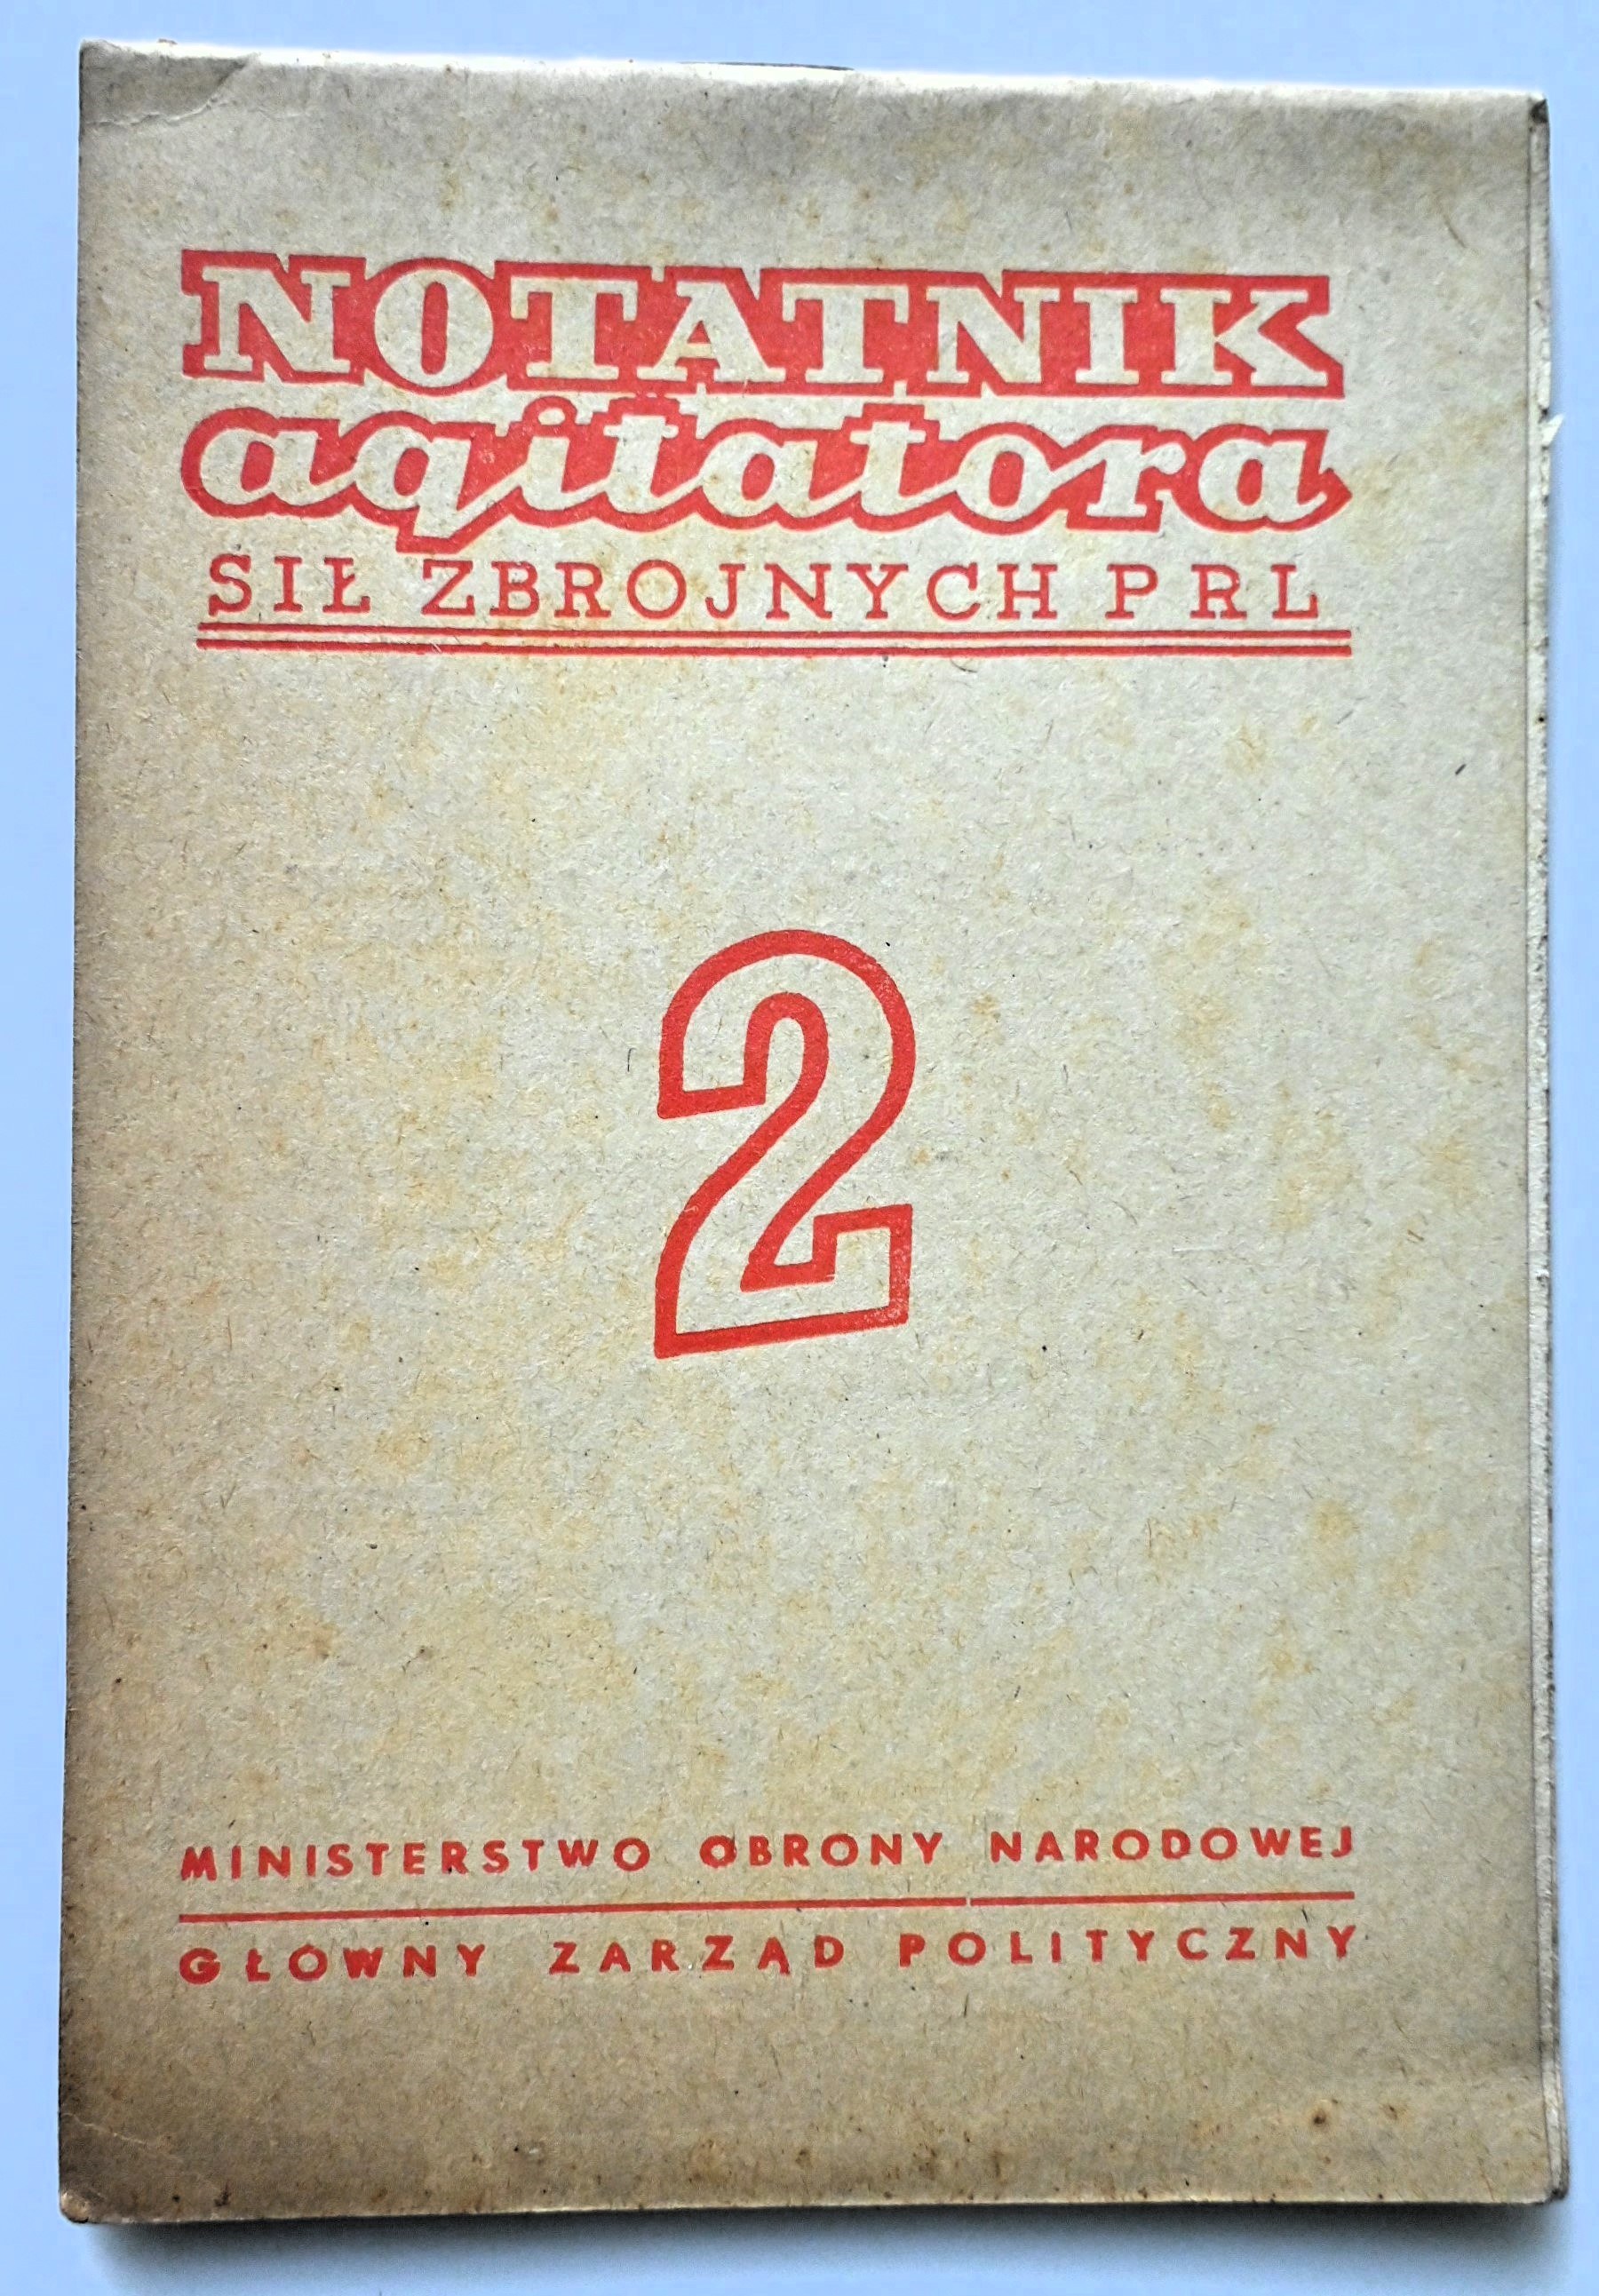 NOTATNIK
agitatora
SIŁ ZBROJNYCH PRL
2
MINISTERSTWO OBRONY NARODOWEJ
GŁÓWNY ZARZĄD POLITYCZNY